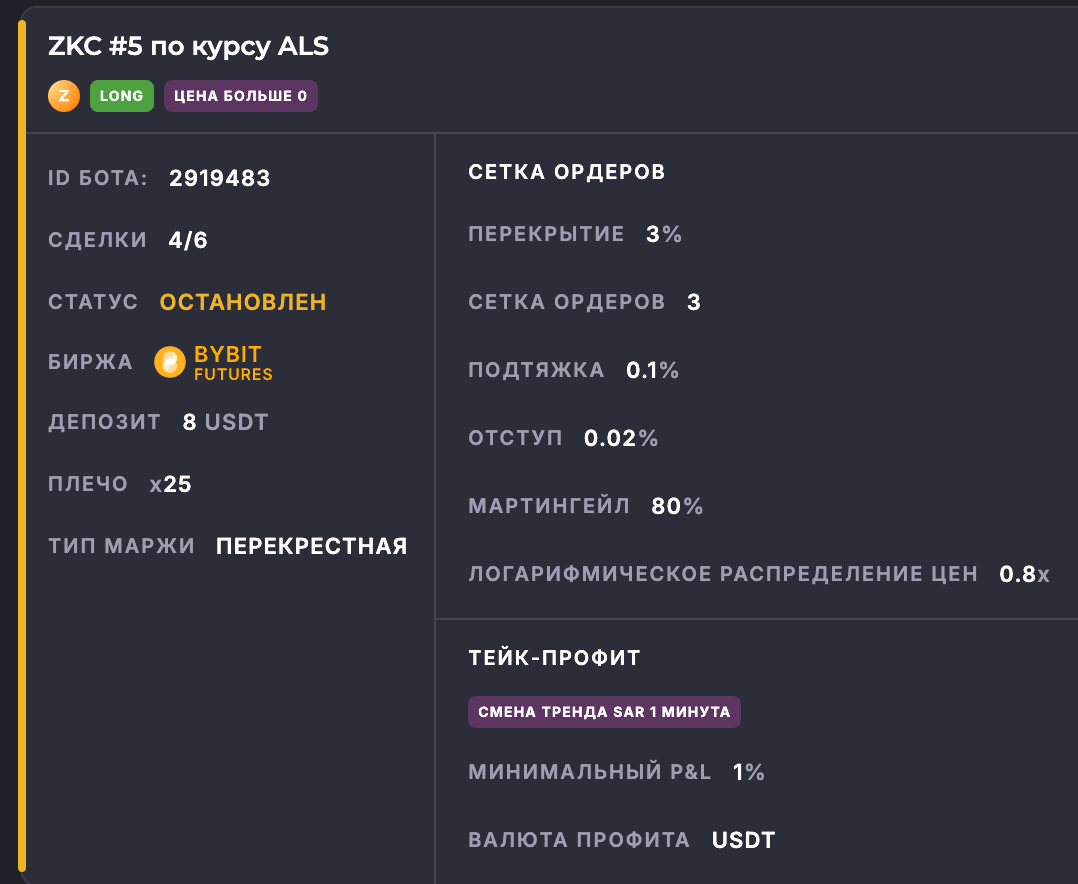 ZKC #5 по курсу ALS
Z LONG ЦЕНА БОЛЬШЕ 0
ID БОТА: 2919483
СДЕЛКИ 4/6
СТАТУС ОСТАНОВЛЕН
БИРЖА BYBIT
FUTURES
ДЕПОЗИТ 8 USDT
ПЛЕЧО x25
ТИП МАРЖИ ПЕРЕКРЕСТНАЯ
СЕТКА ОРДЕРОВ
ПЕРЕКРЫТИЕ 3%
СЕТКА ОРДЕРОВ 3
ПОДТЯЖКА 0.1%
ОТСТУП 0.02%
МАРТИНГЕЙЛ 80%
ЛОГАРИФМИЧЕСКОЕ РАСПРЕДЕЛЕНИЕ ЦЕН 0.8x
ТЕЙК-ПРОФИТ
СМЕНА ТРЕНДА SAR 1 МИНУТА
МИНИМАЛЬНЫЙ P&L 1%
ВАЛЮТА ПРОФИТА USDT